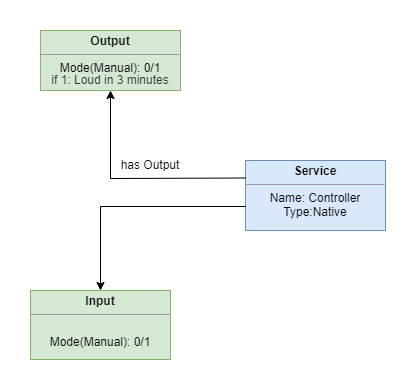 Output
Mode(Manual): 0/1
if 1: Loud in 3 minutes
has Output
Service
Name: Controller
Type:Native
Input
Mode(Manual): 0/1